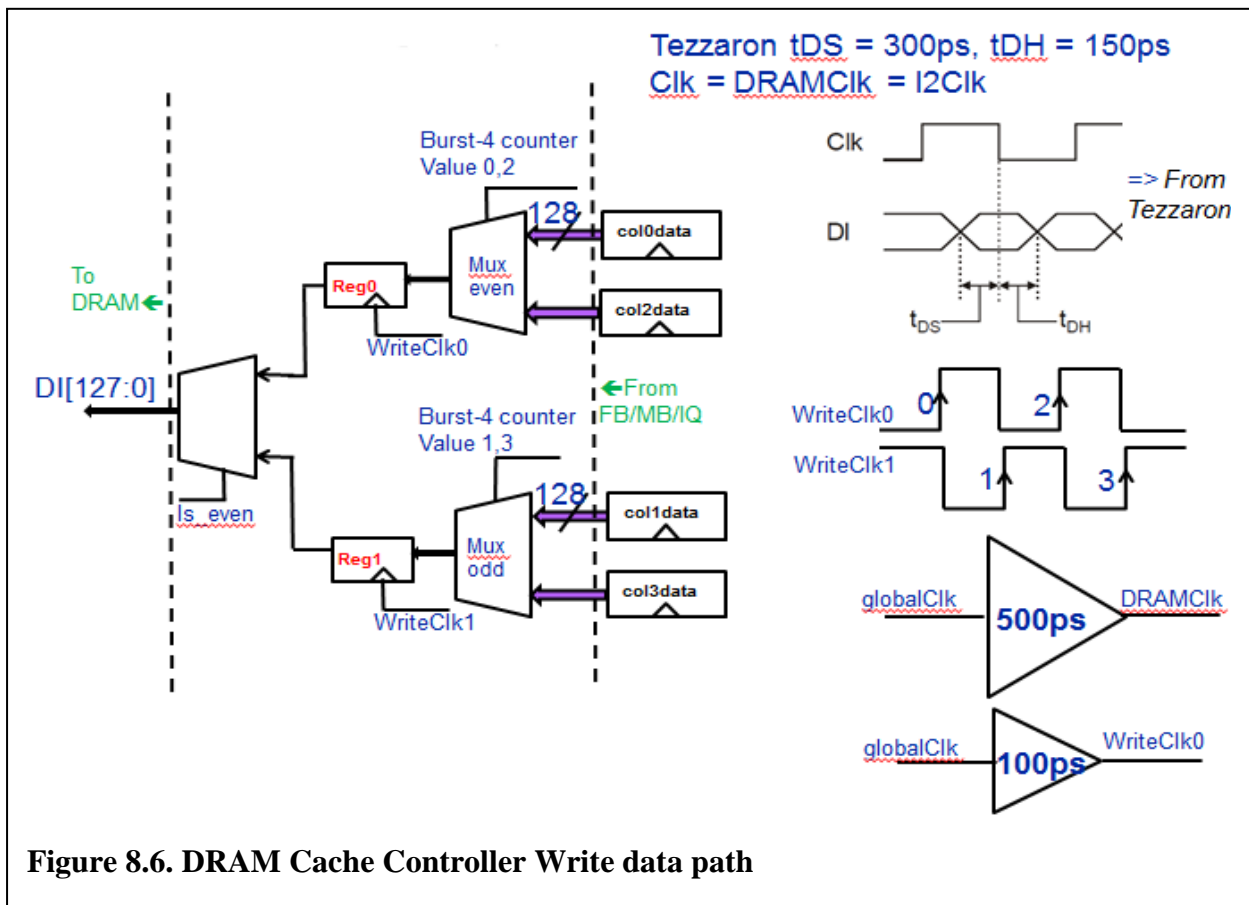 Tezzaron tDS = 300ps, tDH = 150ps
Clk = DRAMClk = I2Clk
Burst-4 counter
Value 0,2
128
col0data
Mux
even
col2data
Reg0
WriteClk0
To
DRAM←
DI[127:0]
Is_even
←From
FB/MB/IQ
Burst-4 counter
Value 1,3
128
col1data
Mux
odd
col3data
Reg1
WriteClk1
Clk
DI
=> From
Tezzaron
tDS
tDH
WriteClk0
0
2
WriteClk1
1
3
globalClk
500ps
DRAMClk
globalClk
100ps
WriteClk0
Figure 8.6. DRAM Cache Controller Write data path